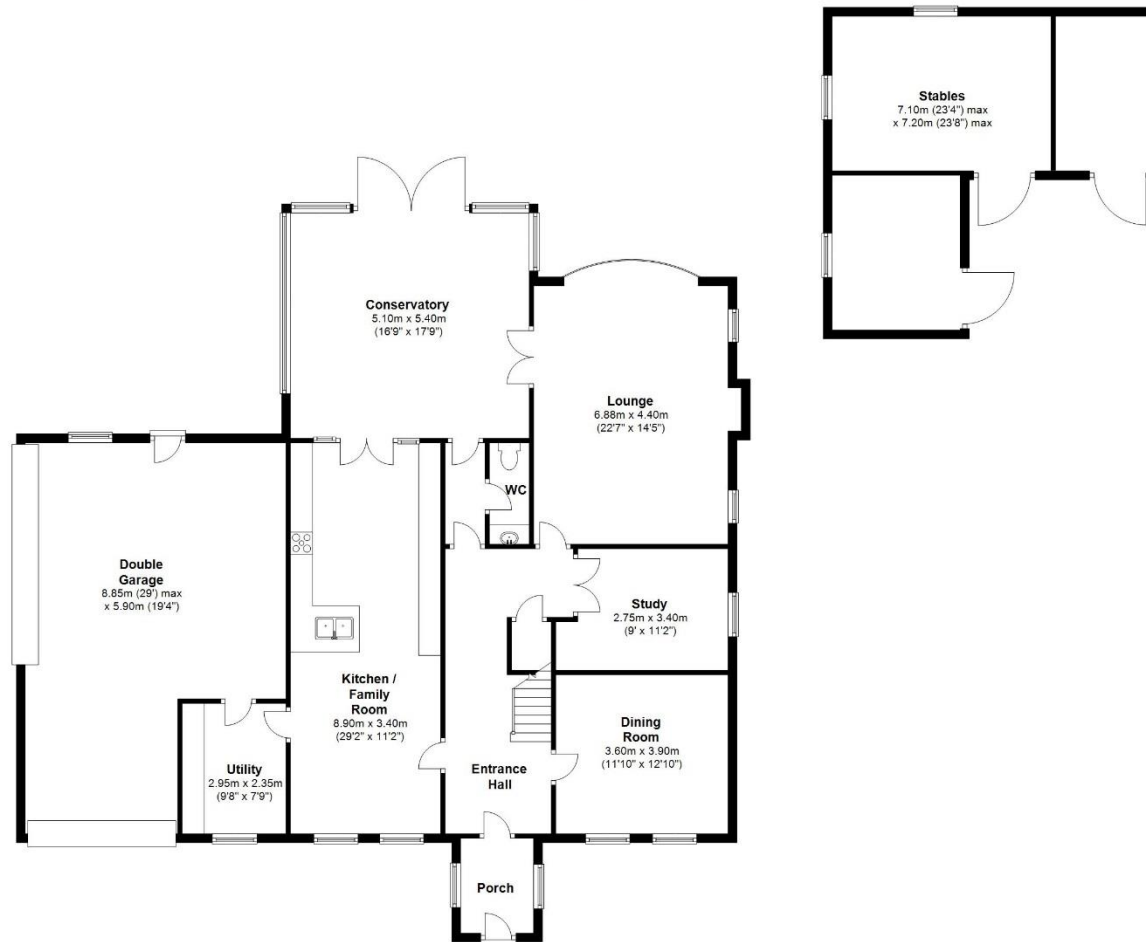 Stables
7.10m (23'4") max
x 7.20m (23'8") max
Conservatory
5.10m x 5.40m
(16'9" x 17'9")
Lounge
6.88m x 4.40m
(22'7" x 14'5")
WC
Double
Garage
8.85m (29') max
x 5.90m (19'4")
Study
2.75m x 3.40m
(9' x 11'2")
Kitchen /
Family
Room
8.90m x 3.40m
(29'2" x 11'2")
Dining
Room
3.60m x 3.90m
(11'10" x 12'10")
Utility
2.95m x 2.35m
(9'8" x 7'9")
Entrance
Hall
Porch